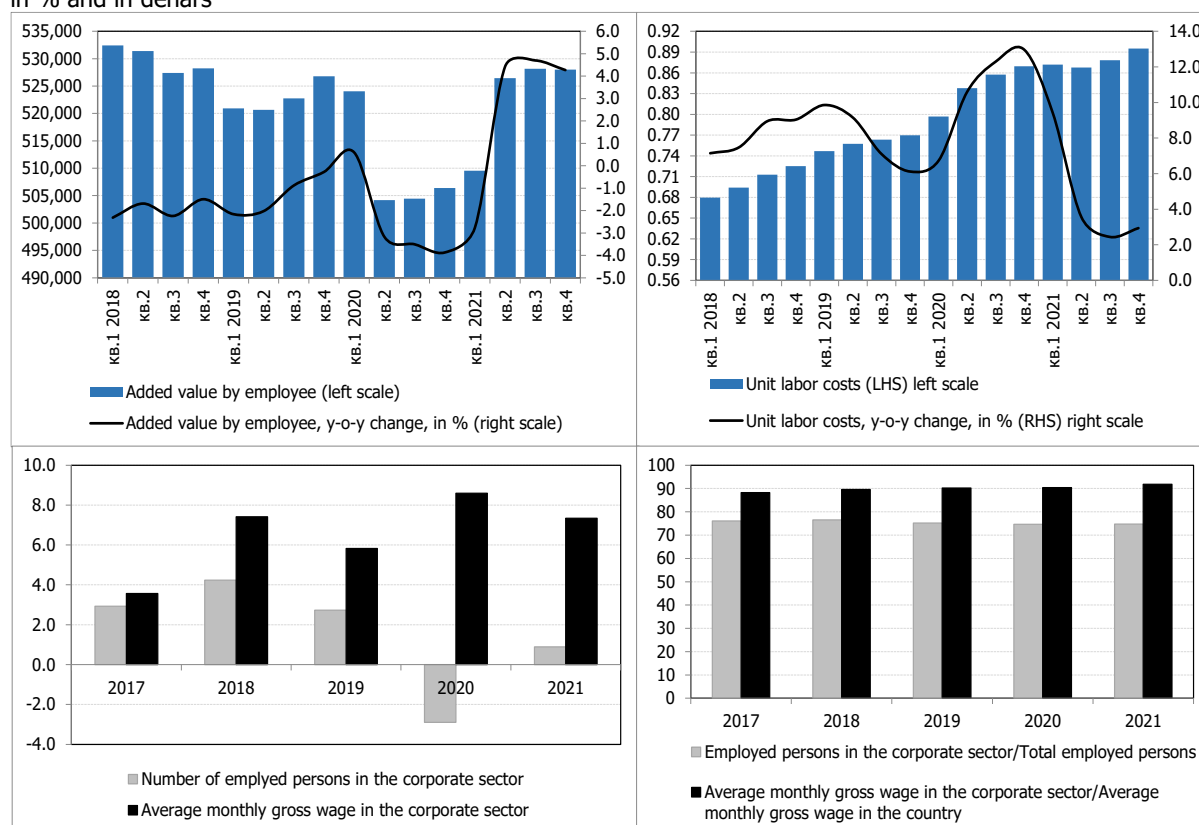 in % and in denars
535,000
530,000
525,000
520,000
515,000
510,000
505,000
500,000
495,000
490,000
6.0
5.0
4.0
3.0
2.0
1.0
0.0
-1.0
-2.0
-3.0
-4.0
-5.0
кв.1 2018
кв.2
кв.3
кв.4
кв.1 2019
кв.2
кв.3
кв.4
кв.1 2020
кв.2
кв.3
кв.4
кв.1 2021
кв.2
кв.3
кв.4
Added value by employee (left scale)
Added value by employee, y-o-y change, in % (right scale)
0.92
0.89
0.86
0.83
0.80
0.77
0.74
0.71
0.68
0.65
0.62
0.59
0.56
14.0
12.0
10.0
8.0
6.0
4.0
2.0
0.0
кв.1 2018
кв.2
кв.3
кв.4
кв.1 2019
кв.2
кв.3
кв.4
кв.1 2020
кв.2
кв.3
кв.4
кв.1 2021
кв.2
кв.3
кв.4
Unit labor costs (LHS) left scale
Unit labor costs, y-o-y change, in % (RHS) right scale
10.0
8.0
6.0
4.0
2.0
0.0
-2.0
-4.0
2017 2018 2019 2020 2021
Number of emplyed persons in the corporate sector
Average monthly gross wage in the corporate sector
100
90
80
70
60
50
40
30
20
10
0
2017 2018 2019 2020 2021
Employed persons in the corporate sector/Total employed persons
Average monthly gross wage in the corporate sector/Average
monthly gross wage in the country